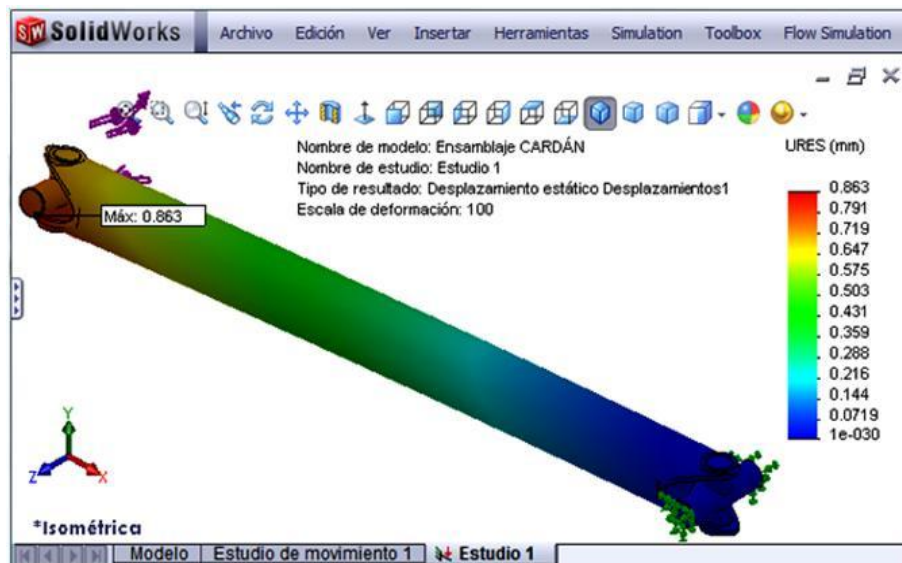 SolidWorks Archivo Edición Ver Insertar Herramientas Simulation Toolbox Flow Simulation
Nombre de modelo: Ensamblaje CARDÁN
Nombre de estudio: Estudio 1
Tipo de resultado: Desplazamiento estático Desplazamientos1
Escala de deformación: 100
URES (mm)
0.863
0.791
0.719
0.647
0.575
0.503
0.431
0.359
0.288
0.216
0.144
0.0719
1e-030
Máx: 0.863
Y
Z X
*Isométrica
Modelo Estudio de movimiento 1 Estudio 1